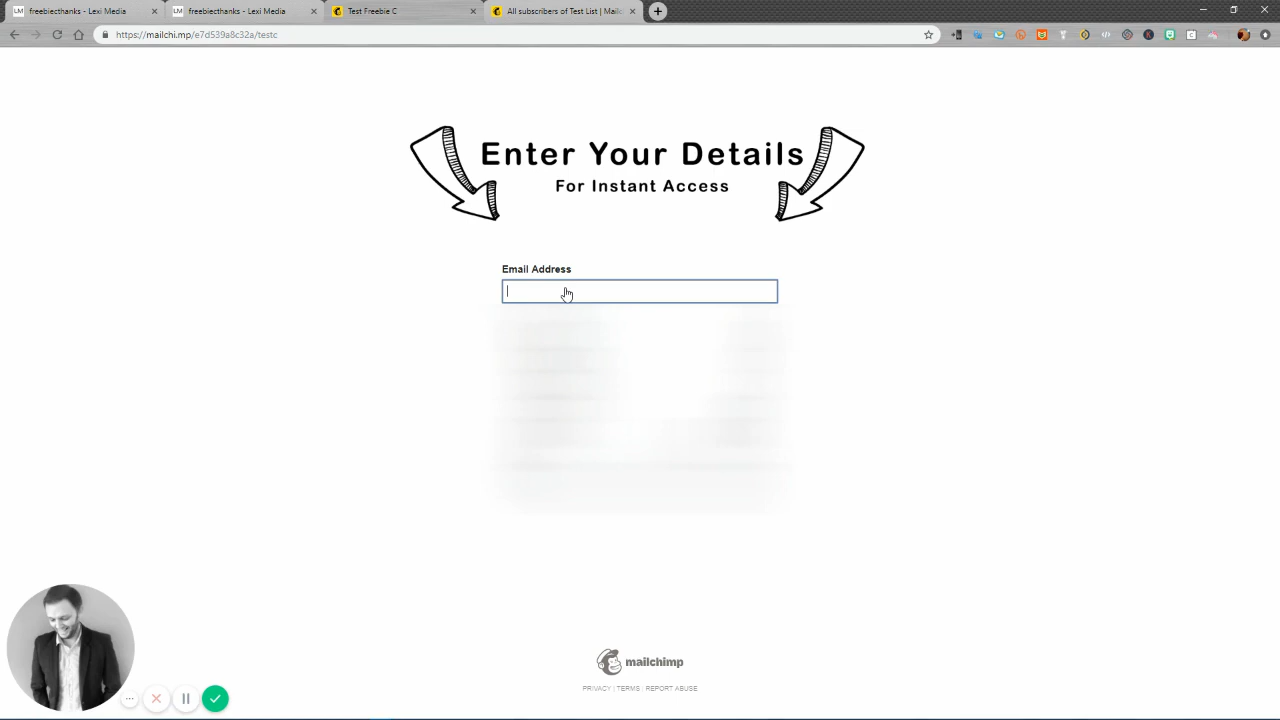 freebiecthanks - Lexi Media
freebiecthanks - Lexi Media
Test Freebie C
All subscribers of Test List | Mailc
https://mailchi.mp/e7d539a8c32a/testc
Enter Your Details
For Instant Access
Email Address
mailchimp
PRIVACY | TERMS | REPORT ABUSE